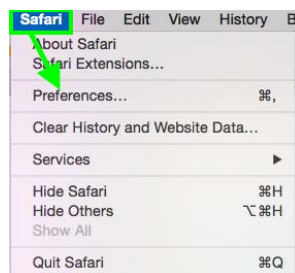 Safari File Edit View History
About Safari
Safari Extensions...
Preferences... ⌘,
Clear History and Website Data...
Services ▶
Hide Safari ⌘H
Hide Others ⌥⌘H
Show All
Quit Safari ⌘Q